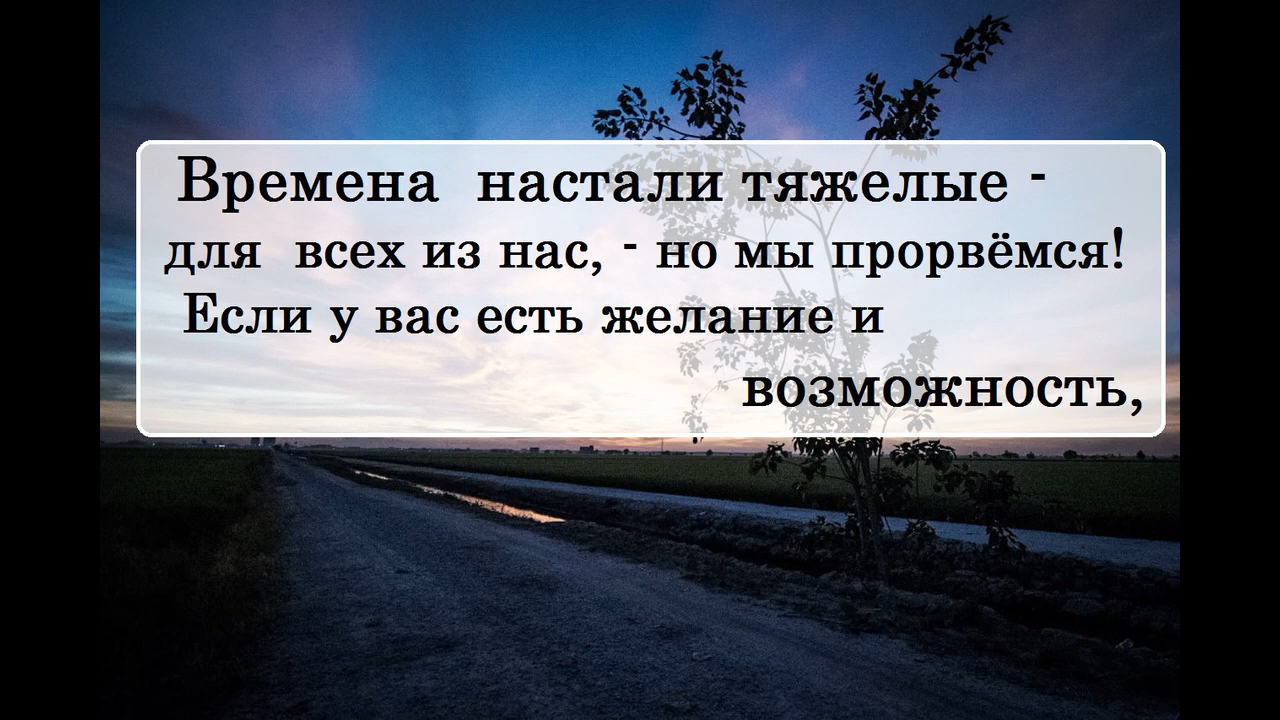 Времена настали тяжелые -
для всех из нас, - но мы прорвёмся!
Если у вас есть желание и
возможность,